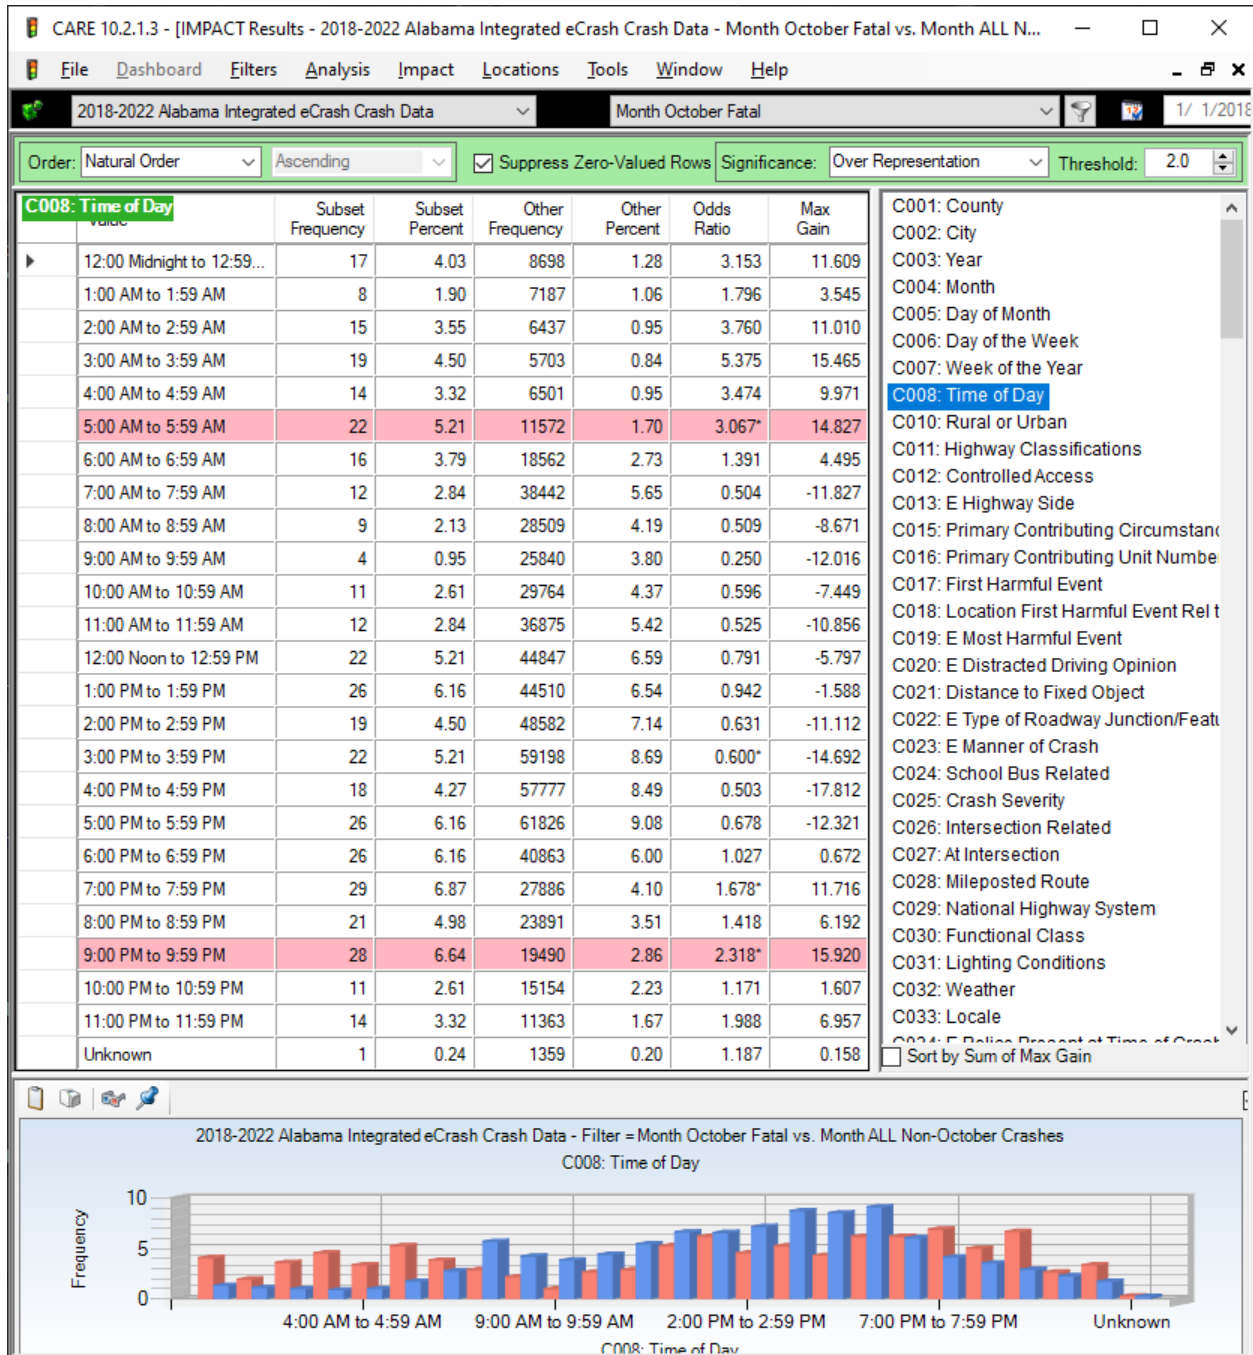 CARE 10.2.1.3 - [IMPACT Results - 2018-2022 Alabama Integrated eCrash Crash Data - Month October Fatal vs. Month ALL N...
File Dashboard Filters Analysis Impact Locations Tools Window Help
2018-2022 Alabama Integrated eCrash Crash Data Month October Fatal 1/ 1/2018
Order: Natural Order Ascending Suppress Zero-Valued Rows Significance: Over Representation Threshold: 2.0
C008: Time of Day
Value Subset Frequency Subset Percent Other Frequency Other Percent Odds Ratio Max Gain
12:00 Midnight to 12:59... 17 4.03 8698 1.28 3.153 11.609
1:00 AM to 1:59 AM 8 1.90 7187 1.06 1.796 3.545
2:00 AM to 2:59 AM 15 3.55 6437 0.95 3.760 11.010
3:00 AM to 3:59 AM 19 4.50 5703 0.84 5.375 15.465
4:00 AM to 4:59 AM 14 3.32 6501 0.95 3.474 9.971
5:00 AM to 5:59 AM 22 5.21 11572 1.70 3.067* 14.827
6:00 AM to 6:59 AM 16 3.79 18562 2.73 1.391 4.495
7:00 AM to 7:59 AM 12 2.84 38442 5.65 0.504 -11.827
8:00 AM to 8:59 AM 9 2.13 28509 4.19 0.509 -8.671
9:00 AM to 9:59 AM 4 0.95 25840 3.80 0.250 -12.016
10:00 AM to 10:59 AM 11 2.61 29764 4.37 0.596 -7.449
11:00 AM to 11:59 AM 12 2.84 36875 5.42 0.525 -10.856
12:00 Noon to 12:59 PM 22 5.21 44847 6.59 0.791 -5.797
1:00 PM to 1:59 PM 26 6.16 44510 6.54 0.942 -1.588
2:00 PM to 2:59 PM 19 4.50 48582 7.14 0.631 -11.112
3:00 PM to 3:59 PM 22 5.21 59198 8.69 0.600* -14.692
4:00 PM to 4:59 PM 18 4.27 57777 8.49 0.503 -17.812
5:00 PM to 5:59 PM 26 6.16 61826 9.08 0.678 -12.321
6:00 PM to 6:59 PM 26 6.16 40863 6.00 1.027 0.672
7:00 PM to 7:59 PM 29 6.87 27886 4.10 1.678* 11.716
8:00 PM to 8:59 PM 21 4.98 23891 3.51 1.418 6.192
9:00 PM to 9:59 PM 28 6.64 19490 2.86 2.318* 15.920
10:00 PM to 10:59 PM 11 2.61 15154 2.23 1.171 1.607
11:00 PM to 11:59 PM 14 3.32 11363 1.67 1.988 6.957
Unknown 1 0.24 1359 0.20 1.187 0.158
C001: County
C002: City
C003: Year
C004: Month
C005: Day of Month
C006: Day of the Week
C007: Week of the Year
C008: Time of Day
C010: Rural or Urban
C011: Highway Classifications
C012: Controlled Access
C013: E Highway Side
C015: Primary Contributing Circumstanc
C016: Primary Contributing Unit Number
C017: First Harmful Event
C018: Location First Harmful Event Rel t
C019: E Most Harmful Event
C020: E Distracted Driving Opinion
C021: Distance to Fixed Object
C022: E Type of Roadway Junction/Featu
C023: E Manner of Crash
C024: School Bus Related
C025: Crash Severity
C026: Intersection Related
C027: At Intersection
C028: Mileposted Route
C029: National Highway System
C030: Functional Class
C031: Lighting Conditions
C032: Weather
C033: Locale
C034: E Police Present at Time of Crash
Sort by Sum of Max Gain
2018-2022 Alabama Integrated eCrash Crash Data - Filter = Month October Fatal vs. Month ALL Non-October Crashes
C008: Time of Day
Frequency
10
5
0
4:00 AM to 4:59 AM 9:00 AM to 9:59 AM 2:00 PM to 2:59 PM 7:00 PM to 7:59 PM Unknown
C008: Time of Day